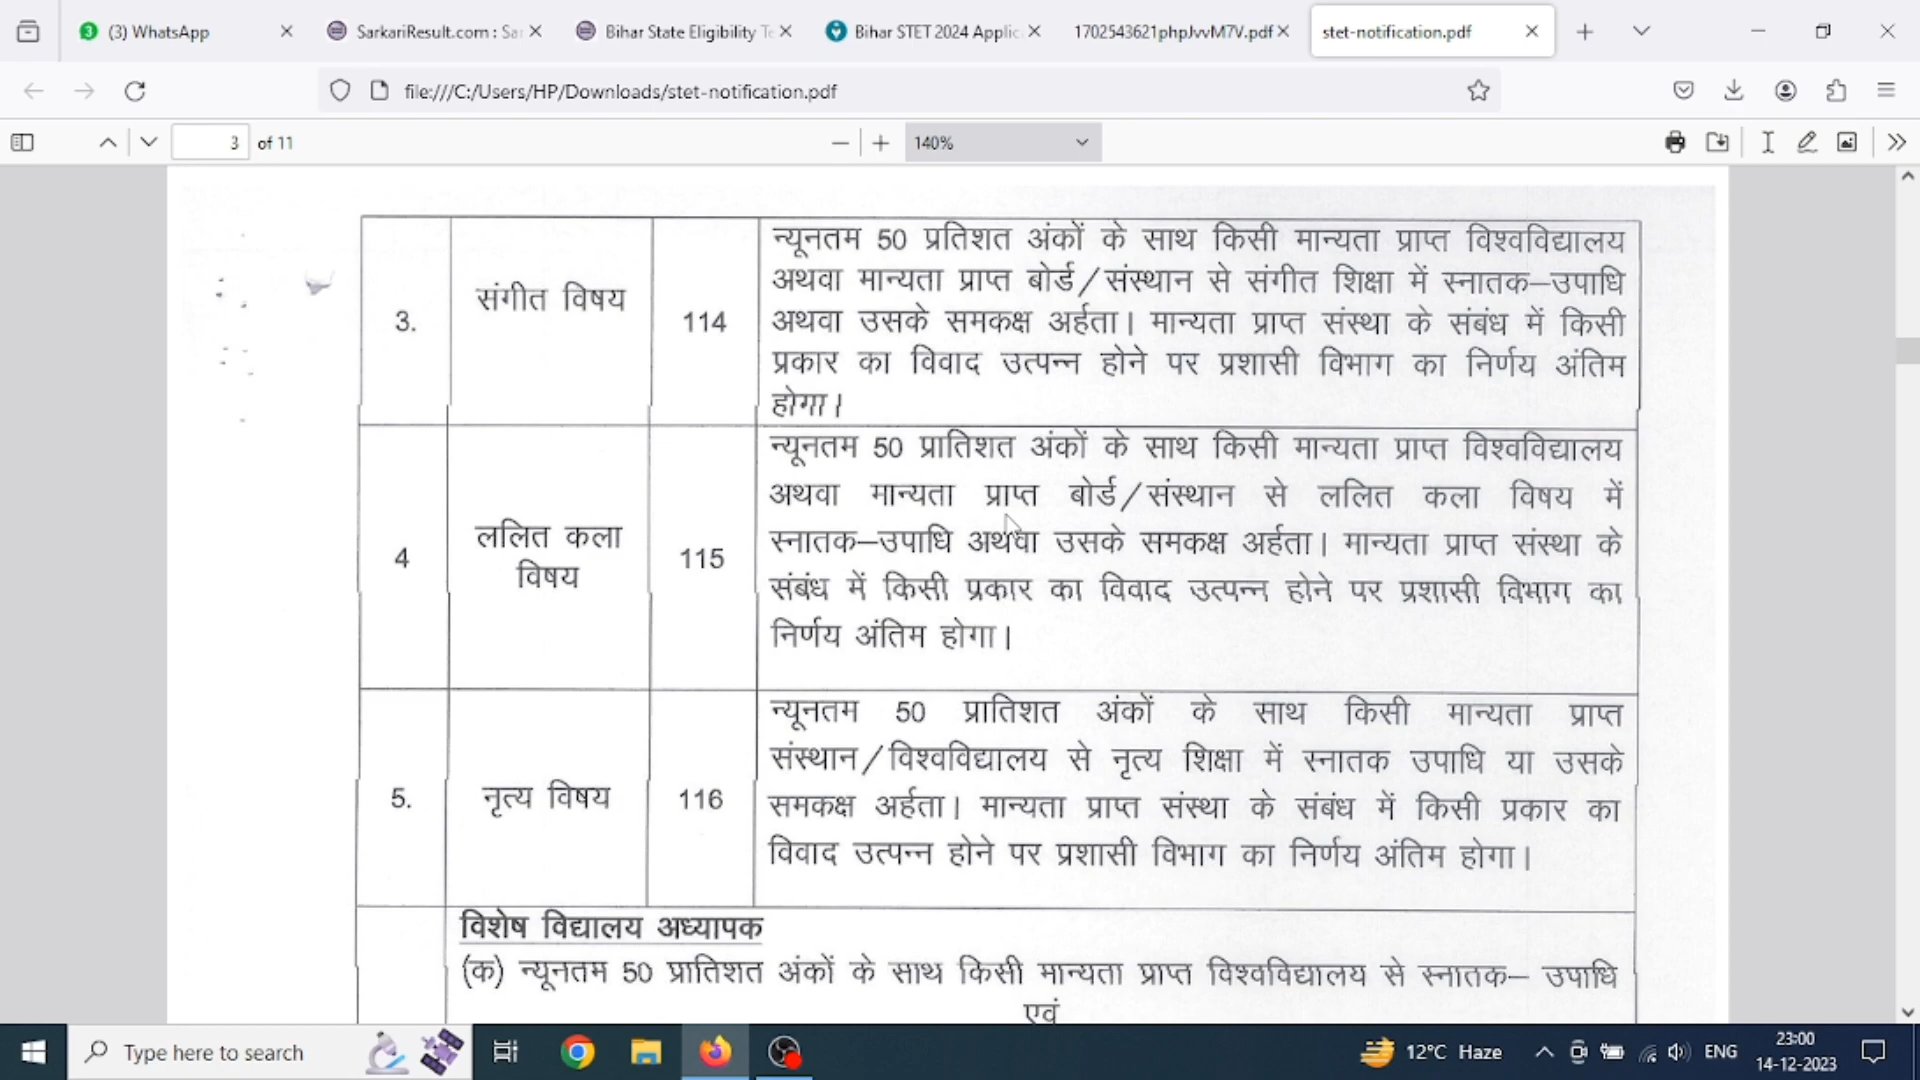 (3) WhatsApp
SarkariResult.com : Sar
Bihar State Eligibility Te
Bihar STET 2024 Applic
1702543621phpJvvM7V.pdf
stet-notification.pdf
file:///C:/Users/HP/Downloads/stet-notification.pdf
3 of 11
140%
3.
संगीत विषय
114
न्यूनतम 50 प्रतिशत अंकों के साथ किसी मान्यता प्राप्त विश्वविद्यालय
अथवा मान्यता प्राप्त बोर्ड/संस्थान से संगीत शिक्षा में स्नातक–उपाधि
अथवा उसके समकक्ष अर्हता। मान्यता प्राप्त संस्था के संबंध में किसी
प्रकार का विवाद उत्पन्न होने पर प्रशासी विभाग का निर्णय अंतिम
होगा।
4
ललित कला
विषय
115
न्यूनतम 50 प्रातिशत अंकों के साथ किसी मान्यता प्राप्त विश्वविद्यालय
अथवा मान्यता प्राप्त बोर्ड/संस्थान से ललित कला विषय में
स्नातक–उपाधि अथवा उसके समकक्ष अर्हता। मान्यता प्राप्त संस्था के
संबंध में किसी प्रकार का विवाद उत्पन्न होने पर प्रशासी विभाग का
निर्णय अंतिम होगा।
5.
नृत्य विषय
116
न्यूनतम 50 प्रातिशत अंकों के साथ किसी मान्यता प्राप्त
संस्थान/विश्वविद्यालय से नृत्य शिक्षा में स्नातक उपाधि या उसके
समकक्ष अर्हता। मान्यता प्राप्त संस्था के संबंध में किसी प्रकार का
विवाद उत्पन्न होने पर प्रशासी विभाग का निर्णय अंतिम होगा।
विशेष विद्यालय अध्यापक
(क) न्यूनतम 50 प्रातिशत अंकों के साथ किसी मान्यता प्राप्त विश्वविद्यालय से स्नातक– उपाधि
एवं
Type here to search
12°C Haze
ENG
23:00
14-12-2023